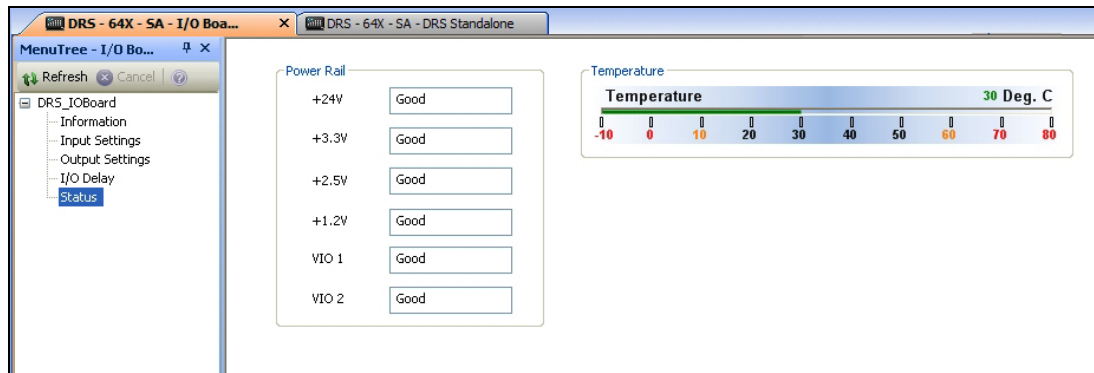 DRS - 64X - SA - I/O Boa...
DRS - 64X - SA - DRS Standalone
MenuTree - I/O Bo...
Refresh Cancel
DRS_IOBoard
Information
Input Settings
Output Settings
I/O Delay
Status
Power Rail
+24V Good
+3.3V Good
+2.5V Good
+1.2V Good
VIO 1 Good
VIO 2 Good
Temperature
Temperature 30 Deg. C
-10 0 10 20 30 40 50 60 70 80